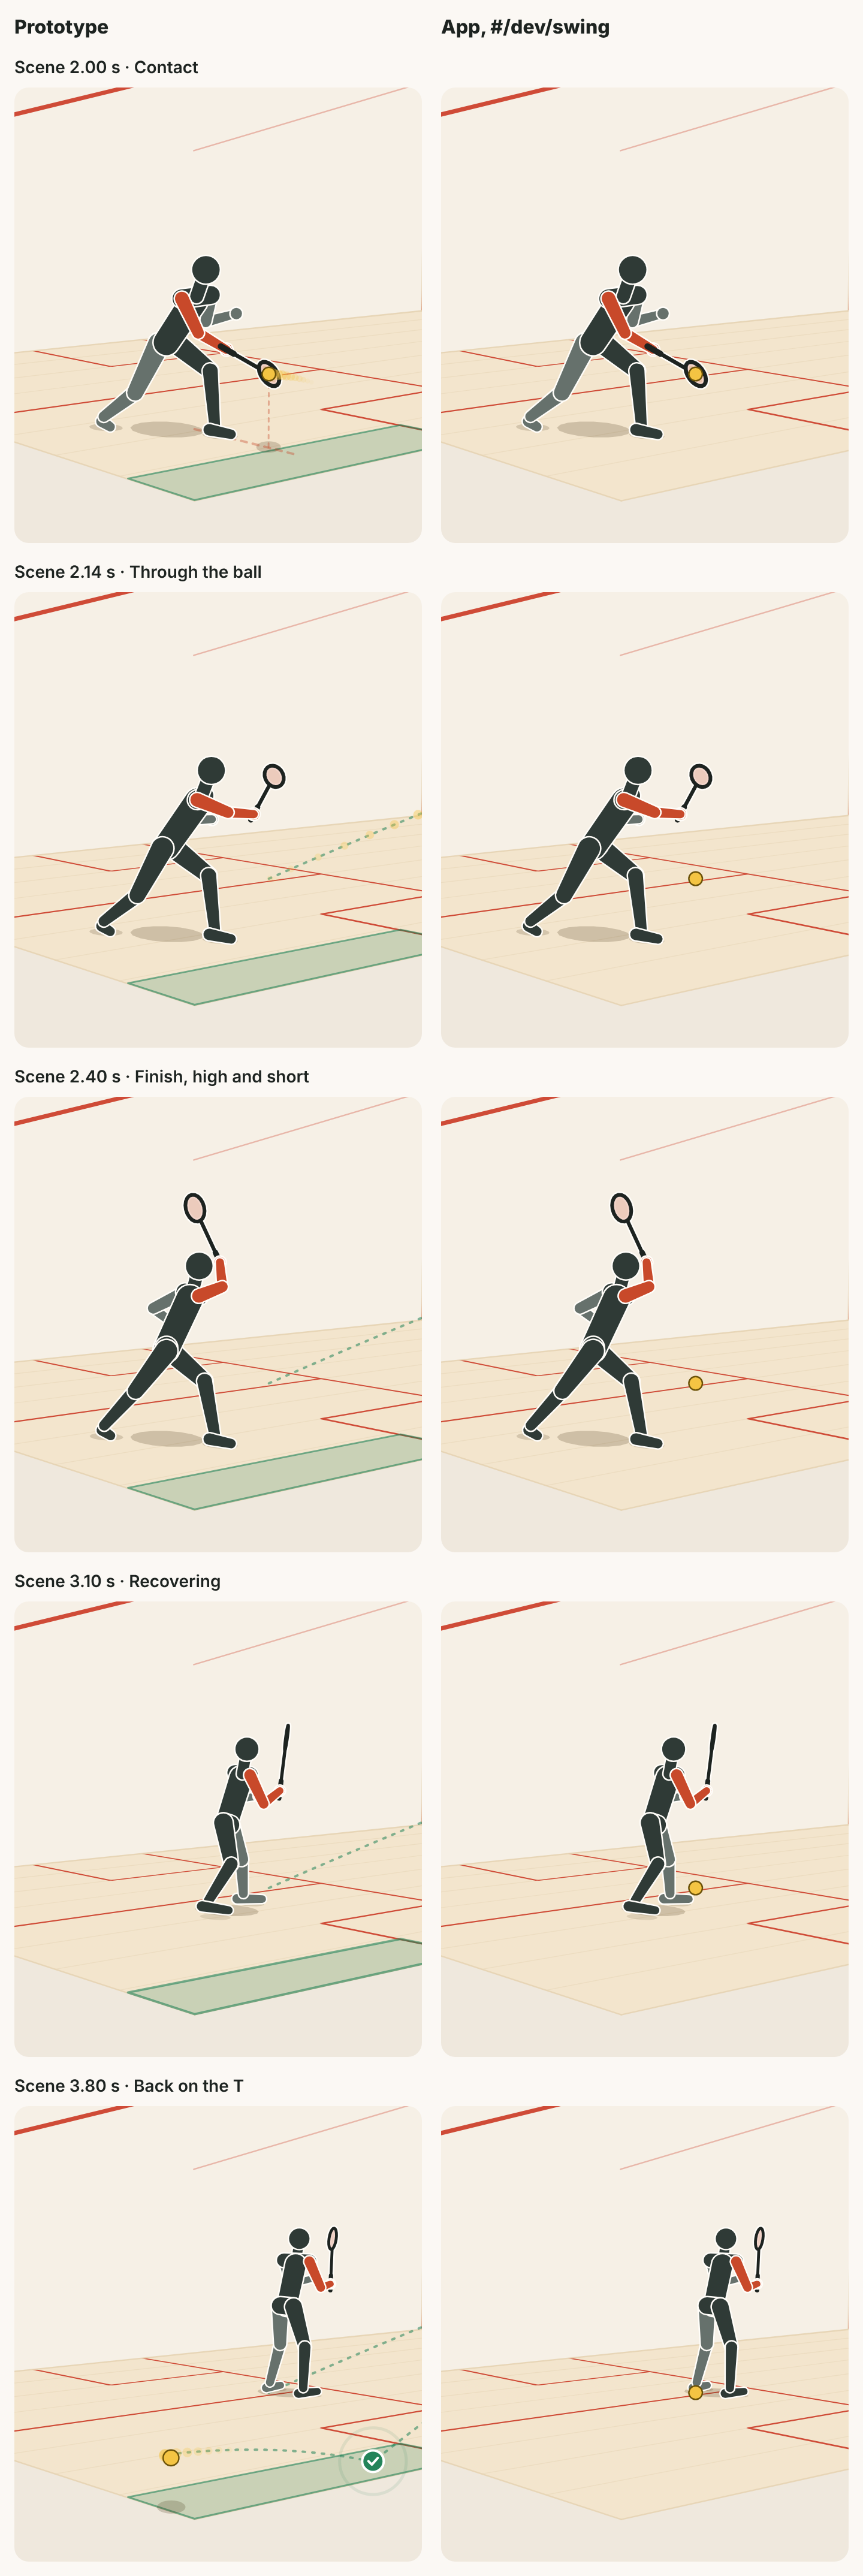 Prototype
App, #/dev/swing
Scene 2.00 s · Contact
Scene 2.14 s · Through the ball
Scene 2.40 s · Finish, high and short
Scene 3.10 s · Recovering
Scene 3.80 s · Back on the T